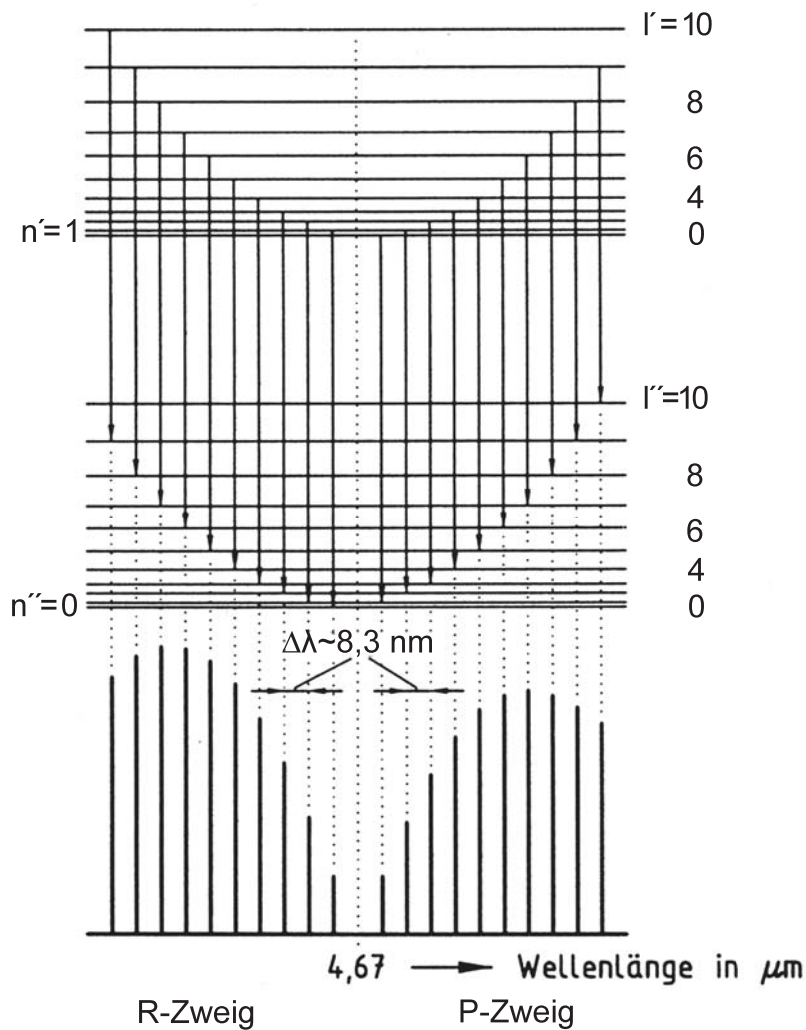 l´= 10
8
6
4
n´= 1
0
l´´=10
8
6
4
n´´=0
0
Δλ~8,3 nm
4,67 Wellenlänge in μm
R-Zweig P-Zweig